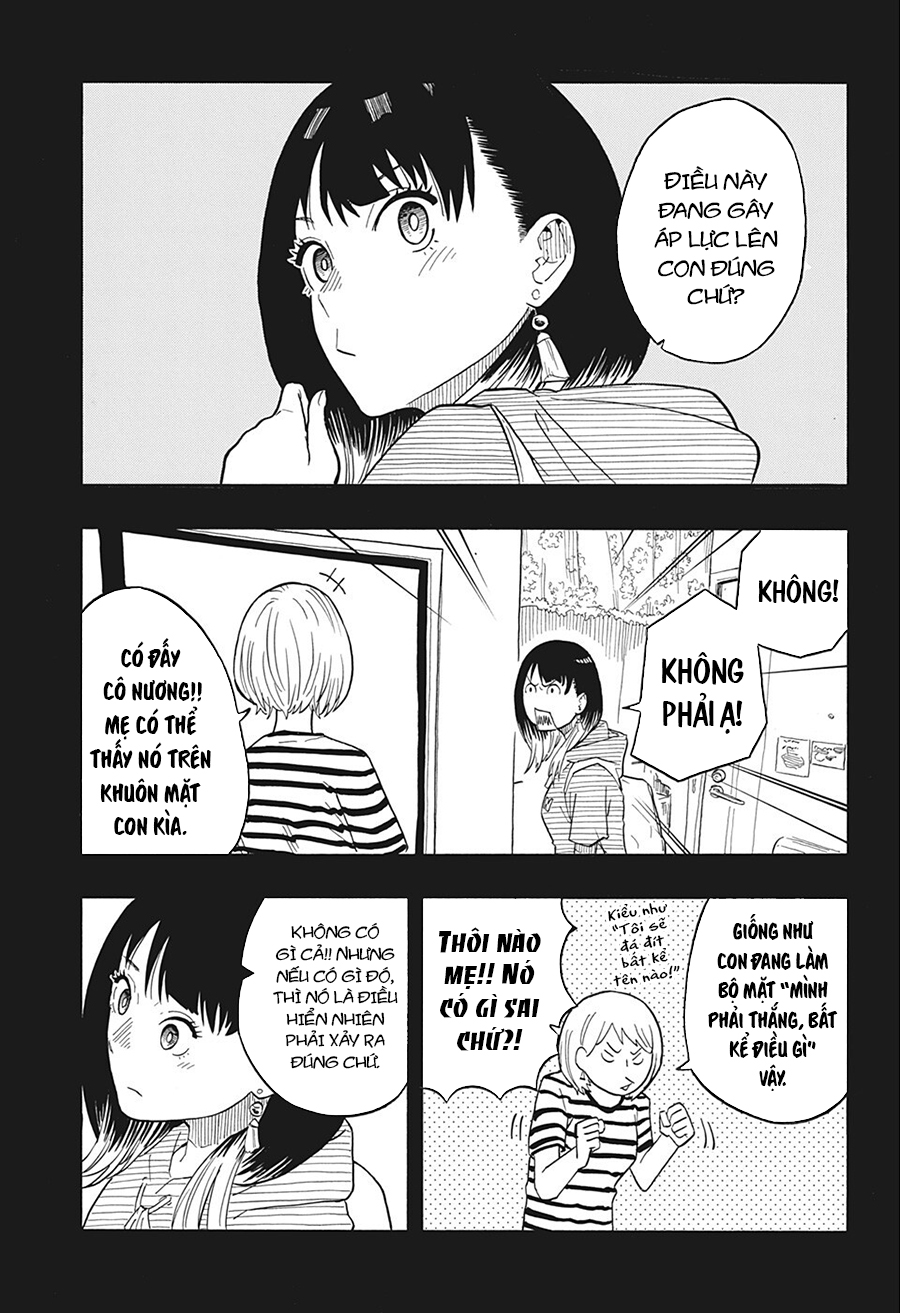 ĐIỀU NÀY
ĐANG GÂY
ÁP LỰC LÊN
CON ĐÚNG
CHỨ?
KHÔNG!
KHÔNG
PHẢI Ạ!
CÓ ĐẤY
CÔ NƯƠNG!!
MẸ CÓ THỂ
THẤY NÓ TRÊN
KHUÔN MẶT
CON KÌA.
GIỐNG NHƯ
CON ĐANG LÀM
BỘ MẶT "MÌNH
PHẢI THẮNG, BẤT
KỂ ĐIỀU GÌ"
VẬY.
Kiểu như
"Tôi sẽ
đá đít
bất kể
tên nào!"
THÔI NÀO
MẸ!! NÓ
CÓ GÌ SAI
CHỨ?!
KHÔNG CÓ
GÌ CẢ!! NHƯNG
NẾU CÓ GÌ ĐÓ,
THÌ NÓ LÀ ĐIỀU
HIỂN NHIÊN
PHẢI XẢY RA
ĐÚNG CHỨ.